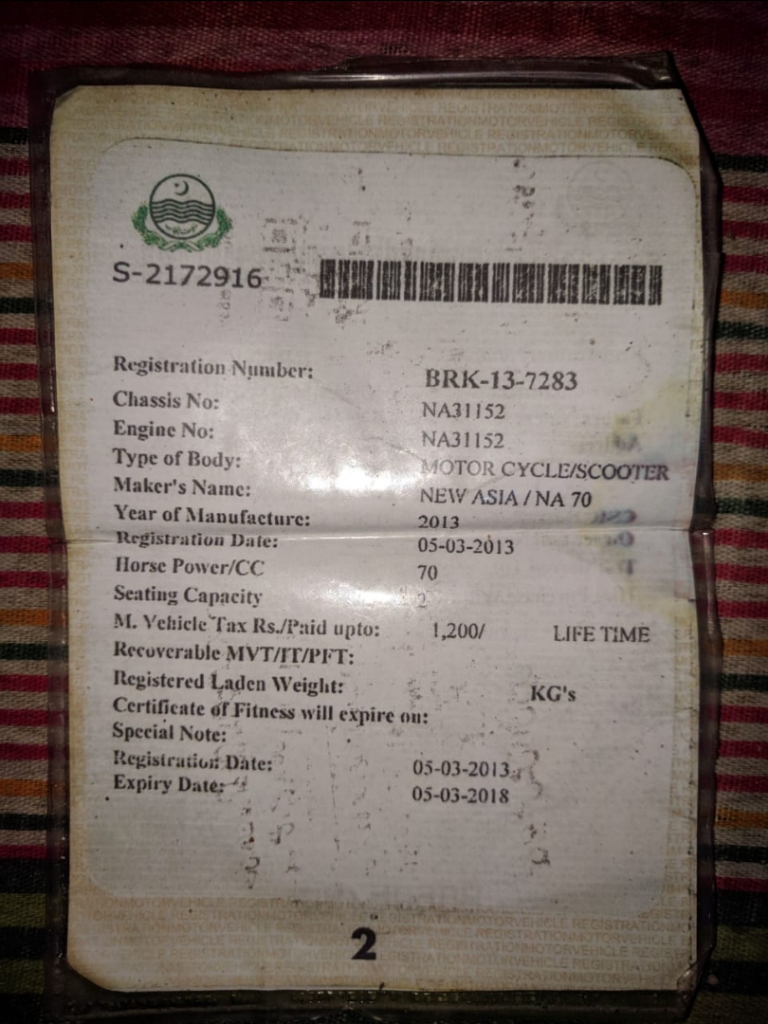 S-2172916
Registration Number: BRK-13-7283
Chassis No: NA31152
Engine No: NA31152
Type of Body: MOTOR CYCLE/SCOOTER
Maker's Name: NEW ASIA / NA 70
Year of Manufacture: 2013
Registration Date: 05-03-2013
Horse Power/CC 70
Seating Capacity 2
M. Vehicle Tax Rs./Paid upto: 1,200/ LIFE TIME
Recoverable MVT/IT/PFT:
Registered Laden Weight: KG's
Certificate of Fitness will expire on:
Special Note:
Registration Date: 05-03-2013
Expiry Date: 05-03-2018
2